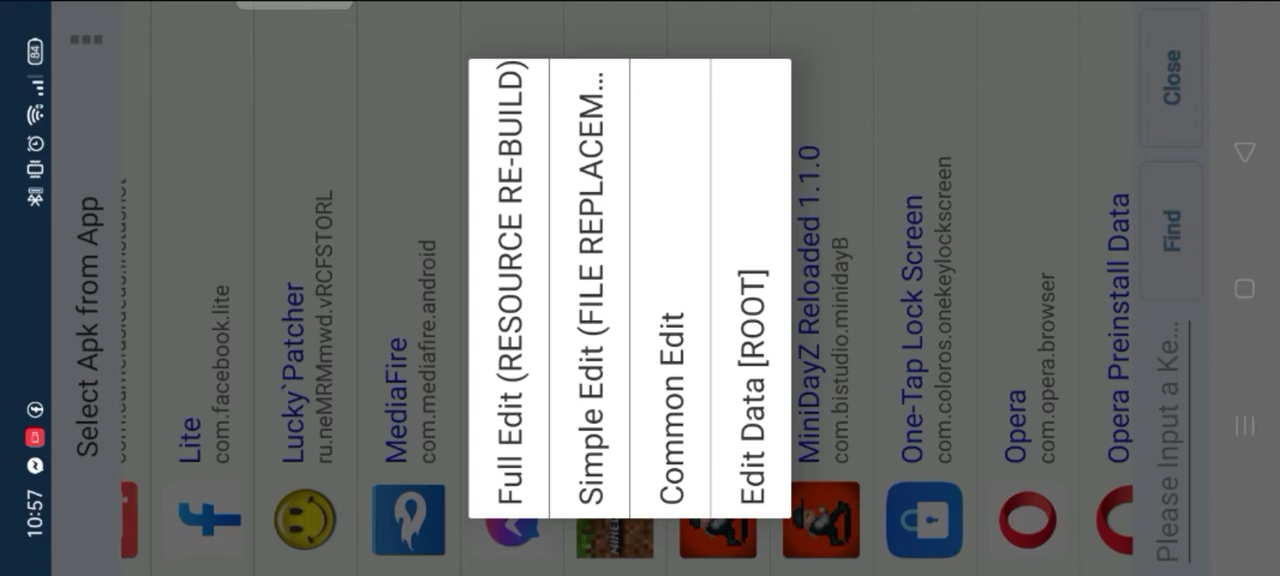 10:57
84
Select Apk from App
Lite
com.facebook.lite
Lucky`Patcher
ru.neMRMmwd.vRCFSTORL
MediaFire
com.mediafire.android
Full Edit (RESOURCE RE-BUILD)
Simple Edit (FILE REPLACEM...
Common Edit
Edit Data [ROOT]
MiniDayZ Reloaded 1.1.0
com.bistudio.minidayB
One-Tap Lock Screen
com.coloros.onekeylockscreen
Opera
com.opera.browser
Opera Preinstall Data
Please Input a Ke...
Find
Close